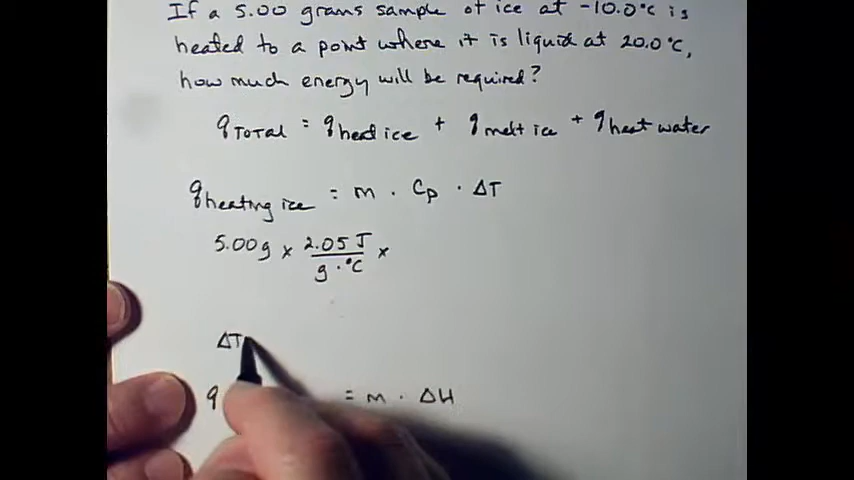 If a 5.00 grams sample of ice at -10.0°C is
heated to a point where it is liquid at 20.0°C,
how much energy will be required?
qTOTAL = qheat ice + qmelt ice + qheat water
qheating ice = m · Cp · ΔT
5.00g x 2.05 J / g·°C x
ΔT
q = m · ΔH